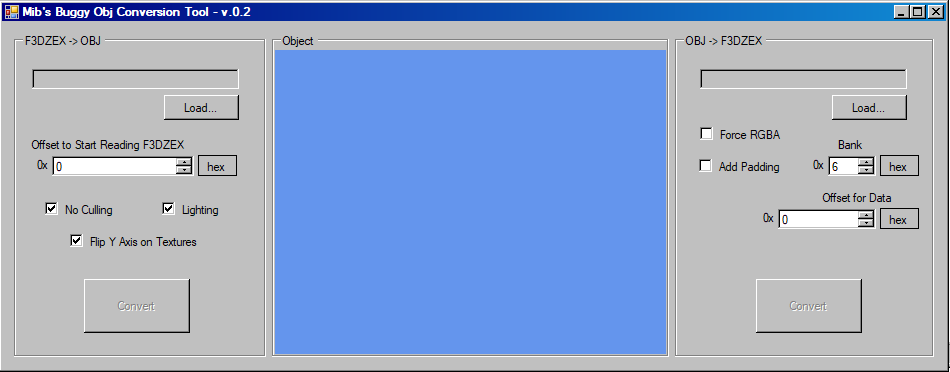 Mib's Buggy Obj Conversion Tool - v.0.2
F3DZEX -> OBJ
Load...
Offset to Start Reading F3DZEX
0x 0 hex
No Culling Lighting
Flip Y Axis on Textures
Convert
Object
OBJ -> F3DZEX
Load...
Force RGBA
Bank
Add Padding 0x 6 hex
Offset for Data
0x 0 hex
Convert